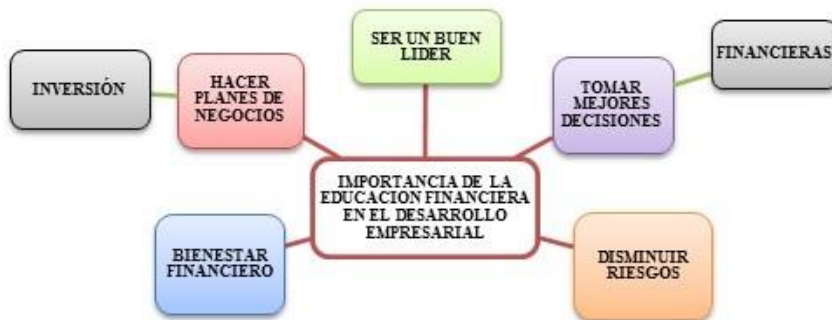 SER UN BUEN
LIDER
FINANCIERAS
INVERSIÓN
HACER
PLANES DE
NEGOCIOS
TOMAR
MEJORES
DECISIONES
IMPORTANCIA DE LA
EDUCACION FINANCIERA
EN EL DESARROLLO
EMPRESARIAL
BIENESTAR
FINANCIERO
DISMINUIR
RIESGOS